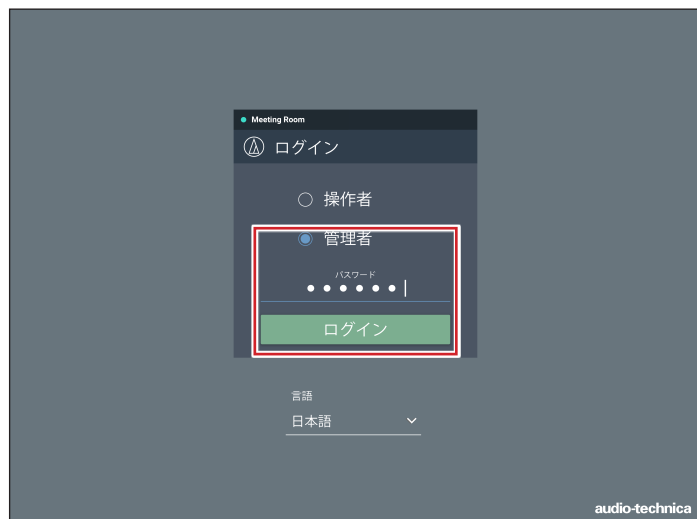 Meeting Room
ログイン
操作者
管理者
パスワード
ログイン
言語
日本語
audio-technica